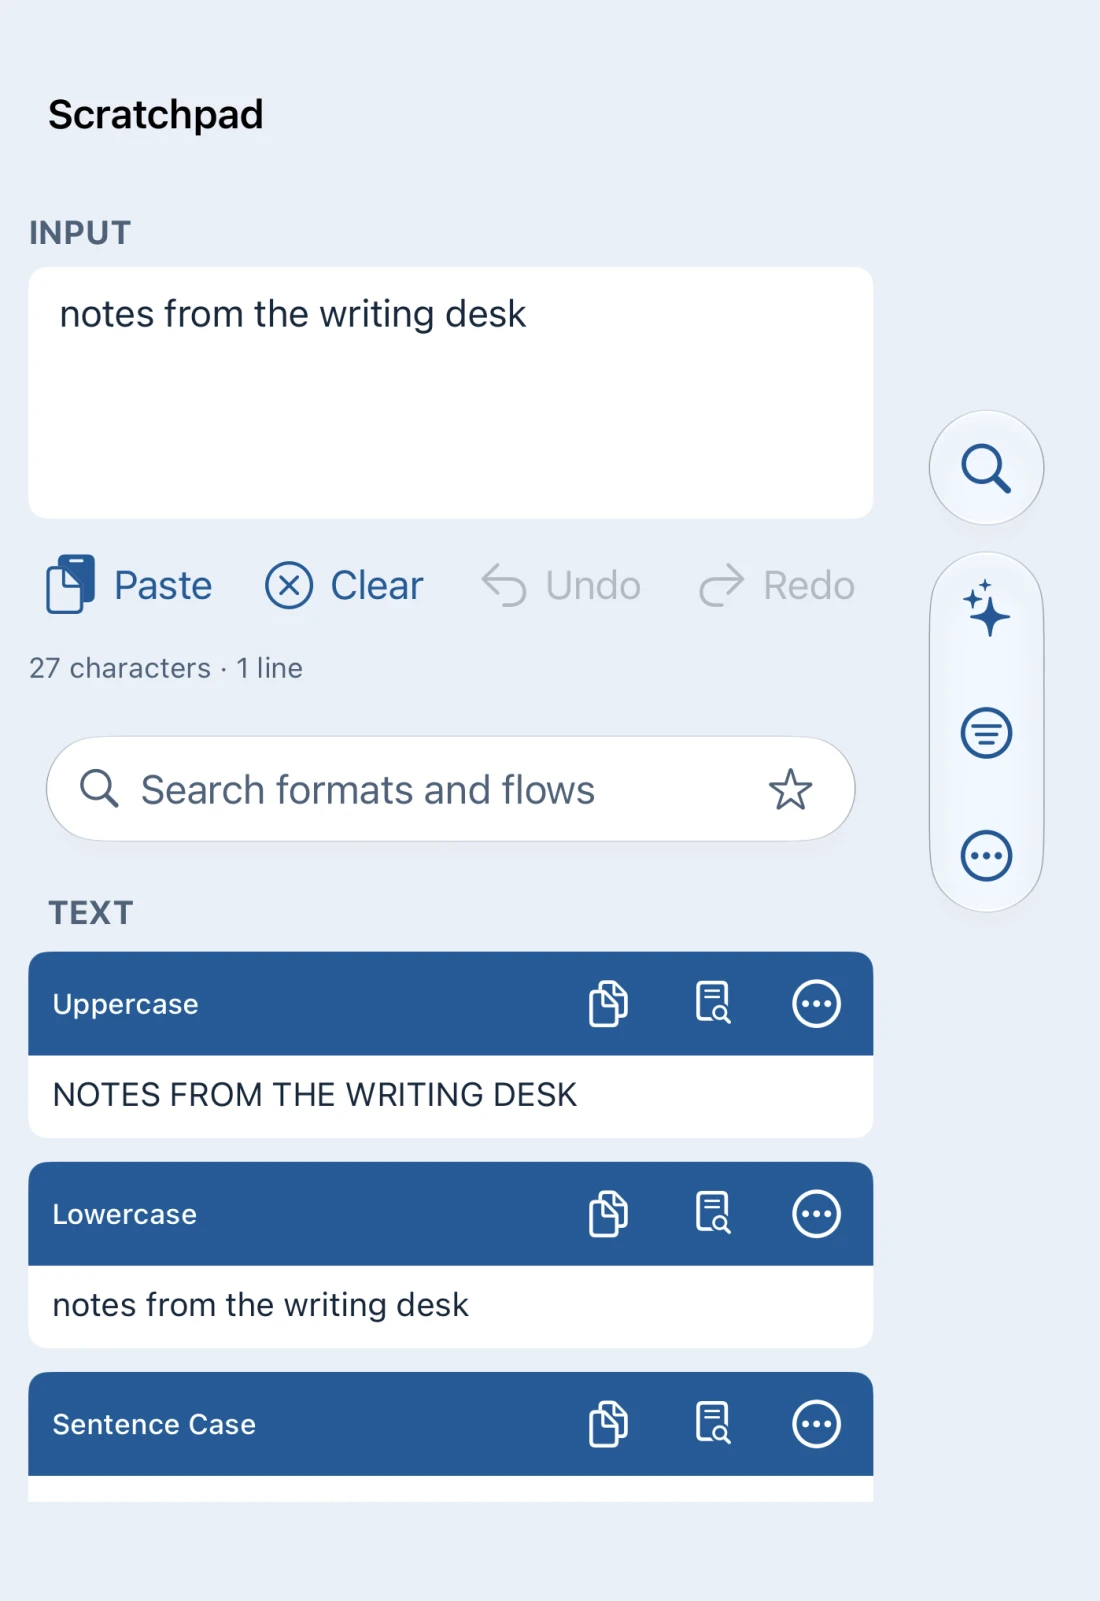 Scratchpad
INPUT
notes from the writing desk
Paste Clear Undo Redo
27 characters · 1 line
Search formats and flows
TEXT
Uppercase
NOTES FROM THE WRITING DESK
Lowercase
notes from the writing desk
Sentence Case